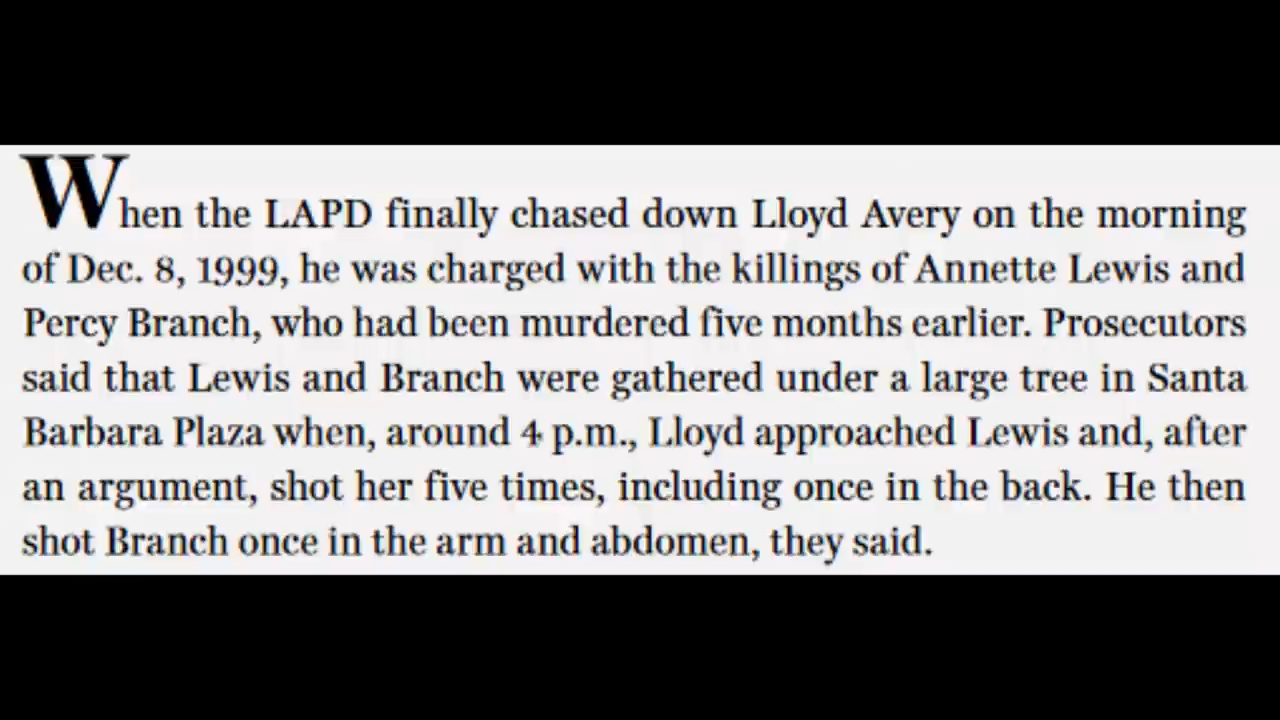 When the LAPD finally chased down Lloyd Avery on the morning
of Dec. 8, 1999, he was charged with the killings of Annette Lewis and
Percy Branch, who had been murdered five months earlier. Prosecutors
said that Lewis and Branch were gathered under a large tree in Santa
Barbara Plaza when, around 4 p.m., Lloyd approached Lewis and, after
an argument, shot her five times, including once in the back. He then
shot Branch once in the arm and abdomen, they said.